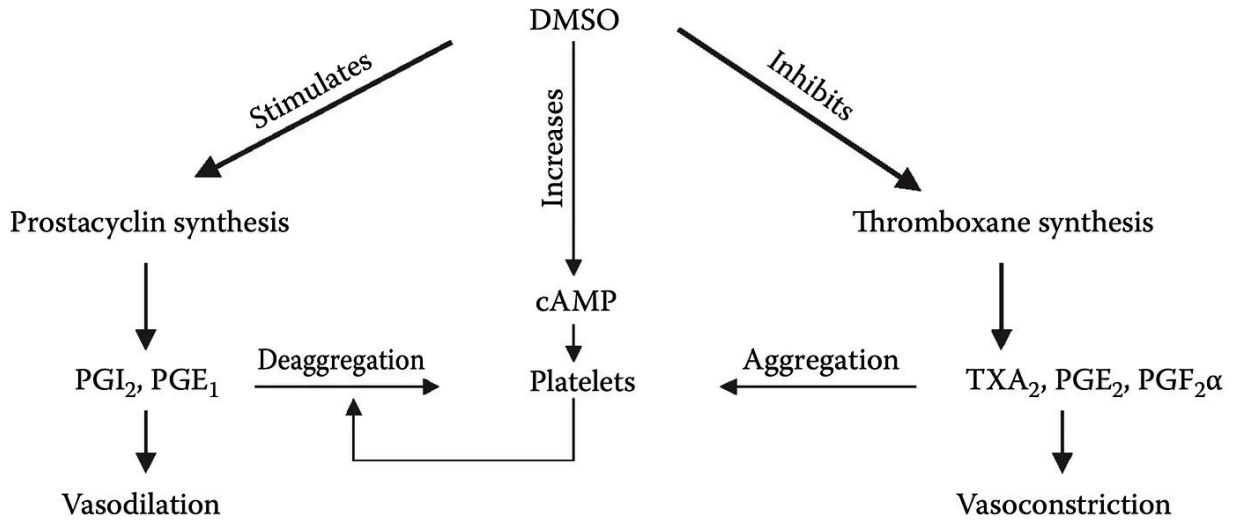 DMSO
Stimulates
Increases
Inhibits
Prostacyclin synthesis
Thromboxane synthesis
cAMP
Deaggregation
Aggregation
PGI₂, PGE₁
Platelets
TXA₂, PGE₂, PGF₂α
Vasodilation
Vasoconstriction